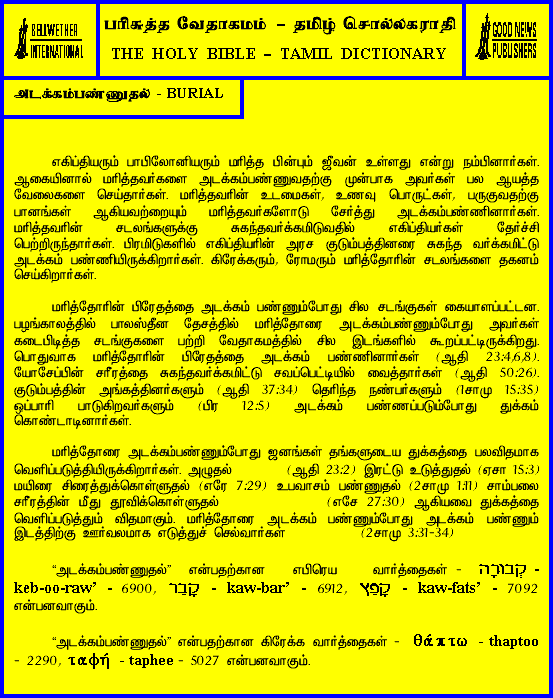 BELLWETHER
INTERNATIONAL
பரிசுத்த வேதாகமம் – தமிழ் சொல்லகராதி
THE HOLY BIBLE – TAMIL DICTIONARY
GOOD NEWS
PUBLISHERS
அடக்கம்பண்ணுதல் - BURIAL
எகிப்தியரும் பாபிலோனியரும் மரித்த பின்பும் ஜீவன் உள்ளது என்று நம்பினார்கள்.
ஆகையினால் மரித்தவர்களை அடக்கம்பண்ணுவதற்கு முன்பாக அவர்கள் பல ஆயத்த
வேலைகளை செய்தார்கள். மரித்தவரின் உடமைகள், உணவு பொருட்கள், பருகுவதற்கு
பானங்கள் ஆகியவற்றையும் மரித்தவர்களோடு சேர்த்து அடக்கம்பண்ணினார்கள்.
மரித்தவரின் சடலங்களுக்கு சுகந்தவர்க்கமிடுவதில் எகிப்தியர்கள் தேர்ச்சி
பெற்றிருந்தார்கள். பிரமிடுகளில் எகிப்தியரின் அரச குடும்பத்தினரை சுகந்த வர்க்கமிட்டு
அடக்கம் பண்ணியிருக்கிறார்கள். கிரேக்கரும், ரோமரும் மரித்தோரின் சடலங்களை தகனம்
செய்கிறார்கள்.
மரித்தோரின் பிரேதத்தை அடக்கம் பண்ணும்போது சில சடங்குகள் கையாளப்பட்டன.
பழங்காலத்தில் பாலஸ்தீன தேசத்தில் மரித்தோரை அடக்கம்பண்ணும்போது அவர்கள்
கடைபிடித்த சடங்குகளை பற்றி வேதாகமத்தில் சில இடங்களில் கூறப்பட்டிருக்கிறது.
பொதுவாக மரித்தோரின் பிரேதத்தை அடக்கம் பண்ணினார்கள் (ஆதி 23:4,6,8).
யோசேப்பின் சரீரத்தை சுகந்தவர்க்கமிட்டு சவப்பெட்டியில் வைத்தார்கள் (ஆதி 50:26).
குடும்பத்தின் அங்கத்தினர்களும் (ஆதி 37:34) தெரிந்த நண்பர்களும் (1சாமு 15:35)
ஒப்பாரி பாடுகிறவர்களும் (பிர 12:5) அடக்கம் பண்ணப்படும்போது துக்கம்
கொண்டாடினார்கள்.
மரித்தோரை அடக்கம்பண்ணும்போது ஜனங்கள் தங்களுடைய துக்கத்தை பலவிதமாக
வெளிப்படுத்தியிருக்கிறார்கள். அழுதல் (ஆதி 23:2) இரட்டு உடுத்துதல் (ஏசா 15:3)
மயிரை சிரைத்துக்கொள்ளுதல் (எரே 7:29) உபவாசம் பண்ணுதல் (2சாமு 1:11) சாம்பலை
சரீரத்தின் மீது தூவிக்கொள்ளுதல் (எசே 27:30) ஆகியவை துக்கத்தை
வெளிப்படுத்தும் விதமாகும். மரித்தோரை அடக்கம் பண்ணும்போது அடக்கம் பண்ணும்
இடத்திற்கு ஊர்வலமாக எடுத்துச் செல்வார்கள் (2சாமு 3:31-34)
“அடக்கம்பண்ணுதல்” என்பதற்கான எபிரெய வார்த்தைகள் - קְבוּרָה -
keb-oo-raw’ - 6900, קָבַר - kaw-bar’ - 6912, קָפַץ - kaw-fats’ - 7092
என்பனவாகும்.
“அடக்கம்பண்ணுதல்” என்பதற்கான கிரேக்க வார்த்தைகள் - θάπτω - thaptoo
- 2290, ταφή - taphee - 5027 என்பனவாகும்.